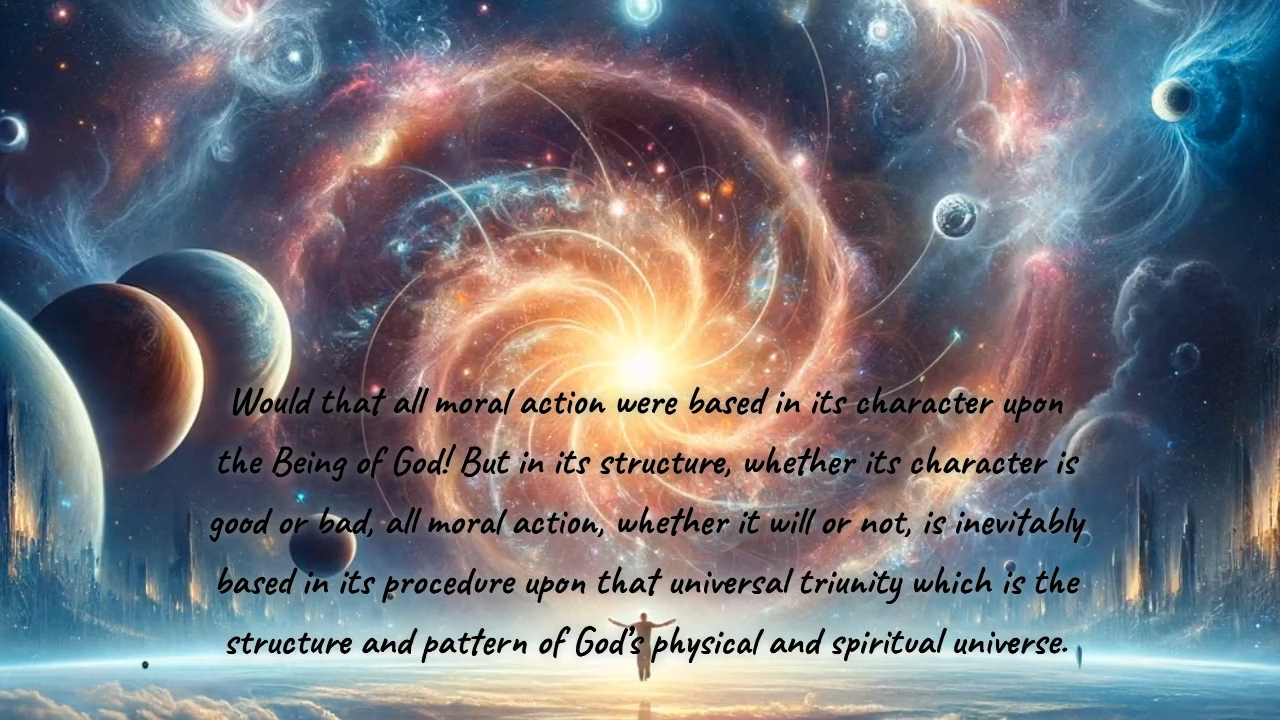 Would that all moral action were based in its character upon
the Being of God! But in its structure, whether its character is
good or bad, all moral action, whether it will or not, is inevitably
based in its procedure upon that universal triunity which is the
structure and pattern of God's physical and spiritual universe.